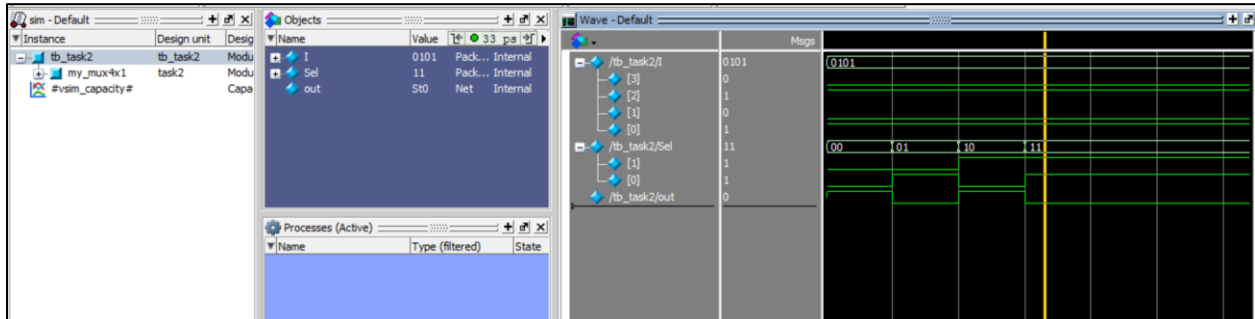 sim - Default
Instance Design unit Desig
tb_task2 tb_task2 Modu
my_mux4x1 task2 Modu
#vsim_capacity# Capa
Objects
Name Value 33 ps
I 0101 Pack... Internal
Sel 11 Pack... Internal
out St0 Net Internal
Processes (Active)
Name Type (filtered) State
Wave - Default
Msgs
/tb_task2/I 0101 0101
[3] 0
[2] 1
[1] 0
[0] 1
/tb_task2/Sel 11 00 01 10 11
[1] 1
[0] 1
/tb_task2/out 0